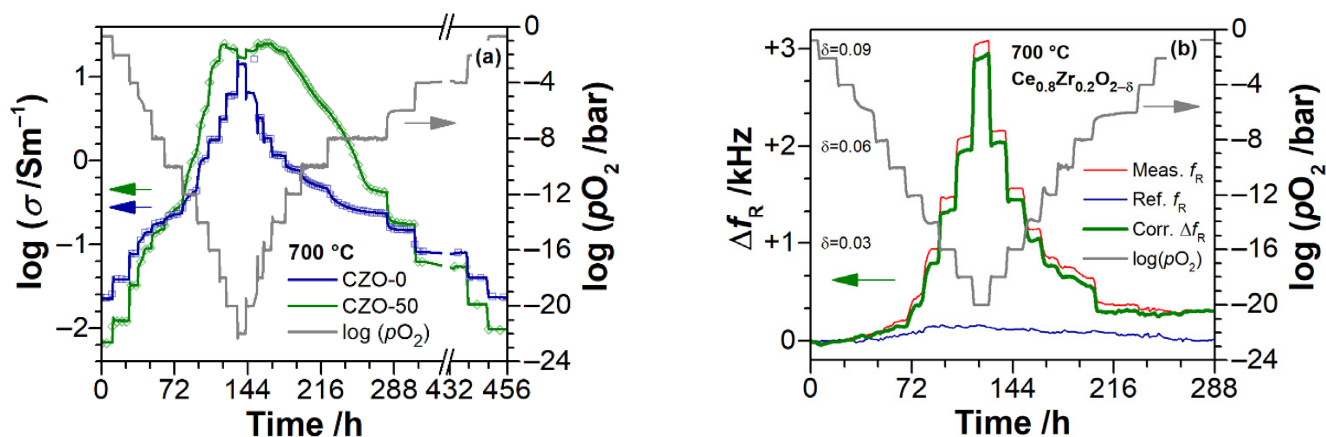 (a)
log (σ /Sm⁻¹)
1
0
−1
−2
0
−4
−8
−12
−16
−20
−24
log (pO₂ /bar)
700 °C
CZO-0
CZO-50
log (pO₂)
0 72 144 216 288 432 456
Time /h
(b)
Δf_R /kHz
+3
+2
+1
0
δ=0.09
δ=0.06
δ=0.03
700 °C
Ce₀.₈Zr₀.₂O₂₋δ
Meas. f_R
Ref. f_R
Corr. Δf_R
log(pO₂)
0
−4
−8
−12
−16
−20
−24
log (pO₂ /bar)
0 72 144 216 288
Time /h